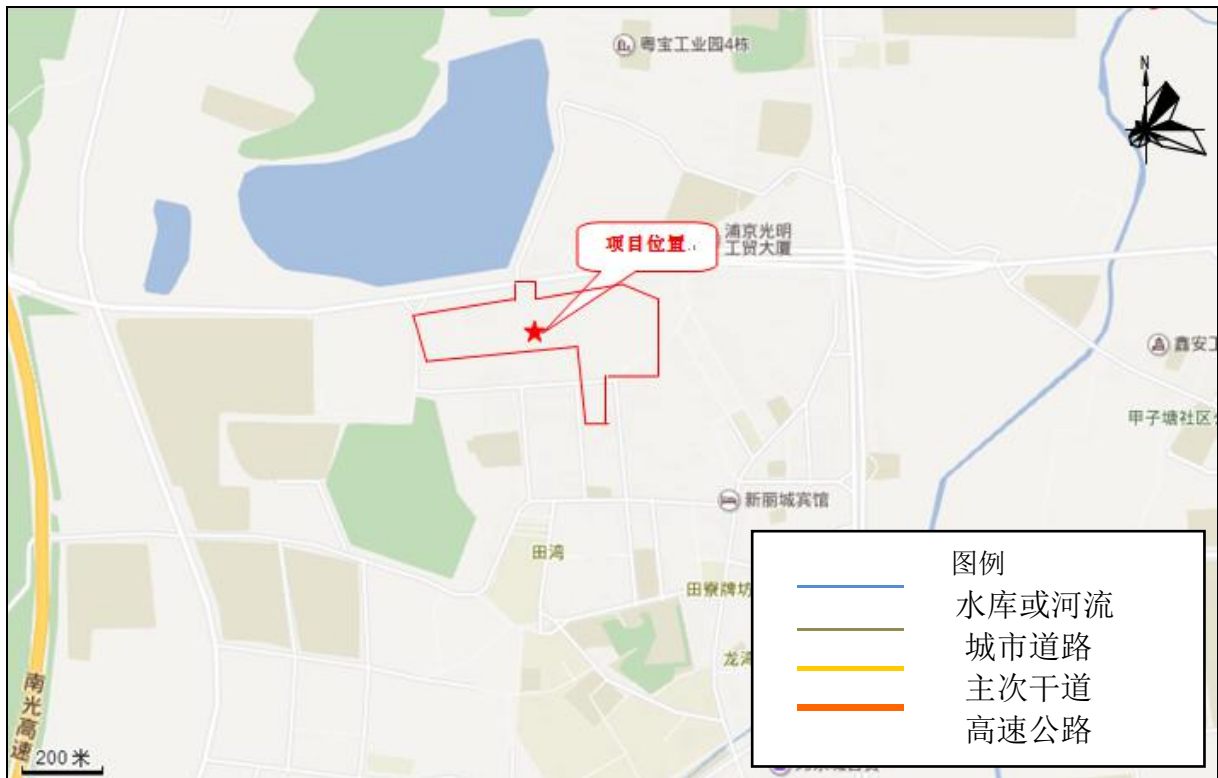 粤宝工业园4栋
N
浦京光明
工贸大厦
项目位置
鑫安工
甲子塘社区
新丽城宾馆
田湾
田寮牌坊
龙湾
图例
水库或河流
城市道路
主次干道
高速公路
南光高速
200米